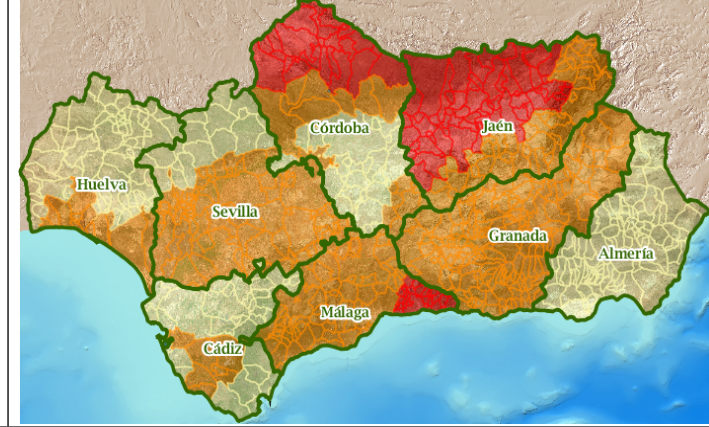 Córdoba
Jaén
Huelva
Sevilla
Granada
Almería
Málaga
Cádiz